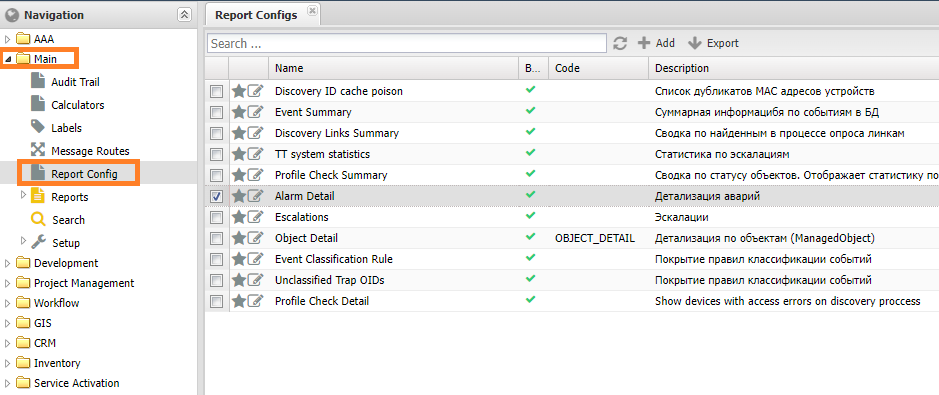 Navigation
AAA
Main
Audit Trail
Calculators
Labels
Message Routes
Report Config
Reports
Search
Setup
Development
Project Management
Workflow
GIS
CRM
Inventory
Service Activation
Report Configs
Search ... Add Export
Name B... Code Description
Discovery ID cache poison Список дубликатов MAC адресов устройств
Event Summary Суммарная информацибп по событиям в БД
Discovery Links Summary Сводка по найденным в процессе опроса линкам
TT system statistics Статистика по эскалациям
Profile Check Summary Сводка по статусу объектов. Отображает статистику по
Alarm Detail Детализация аварий
Escalations Эскалации
Object Detail OBJECT_DETAIL Детализация по объектам (ManagedObject)
Event Classification Rule Покрытие правил классификации событий
Unclassified Trap OIDs Покрытие правил классификации событий
Profile Check Detail Show devices with access errors on discovery proccess